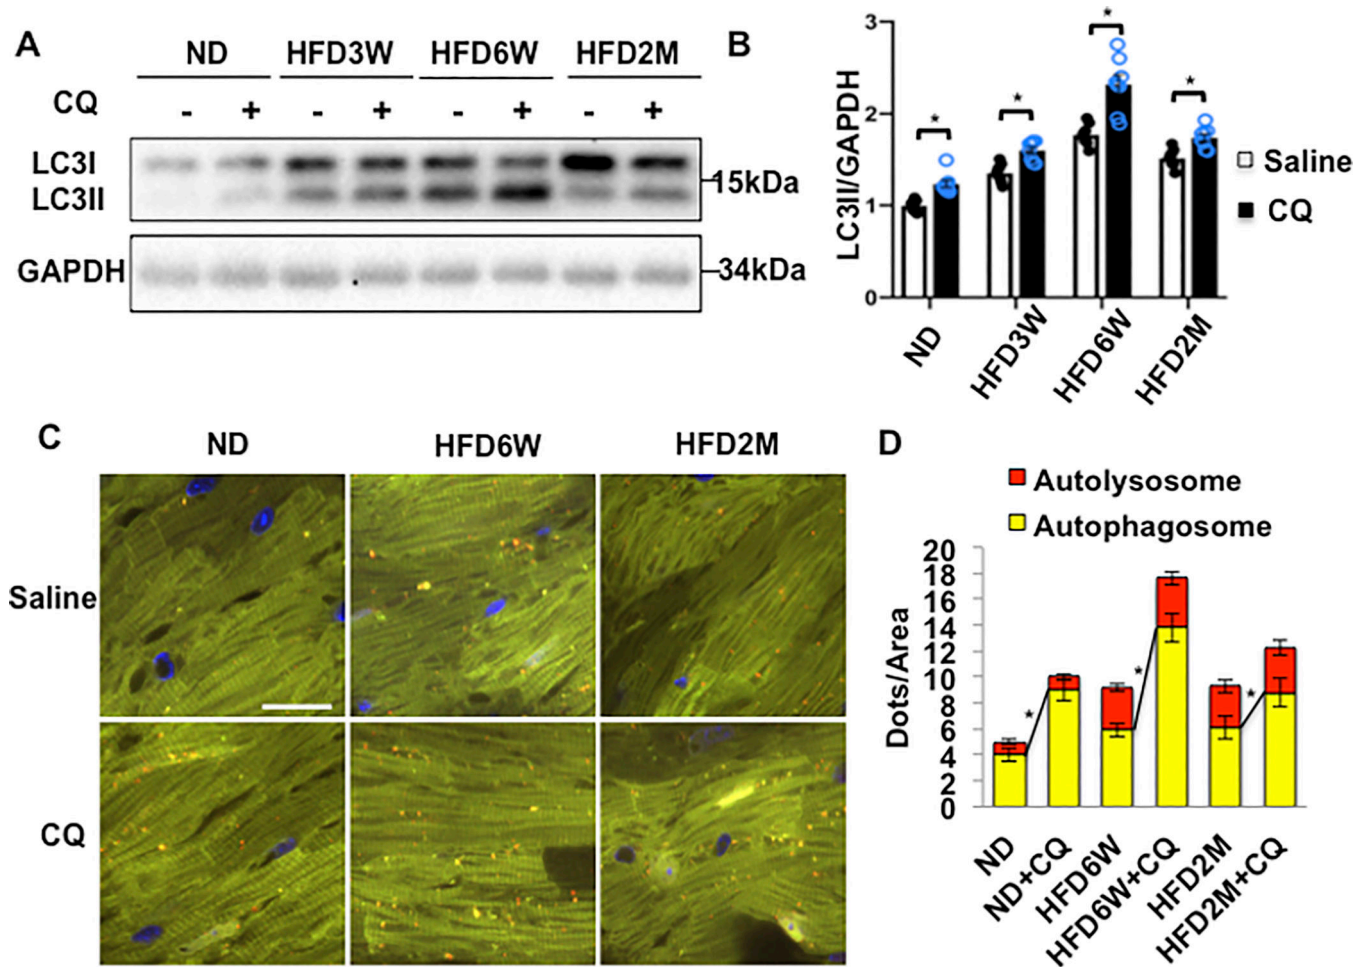 A
ND HFD3W HFD6W HFD2M
CQ - + - + - + - +
LC3I
LC3II
15kDa
GAPDH
34kDa
B
LC3II/GAPDH
3
2
1
0
* * * *
ND HFD3W HFD6W HFD2M
Saline
CQ
C
ND HFD6W HFD2M
Saline
CQ
D
Autolysosome
Autophagosome
Dots/Area
20
18
16
14
12
10
8
6
4
2
0
* * *
ND ND+CQ HFD6W HFD6W+CQ HFD2M HFD2M+CQ